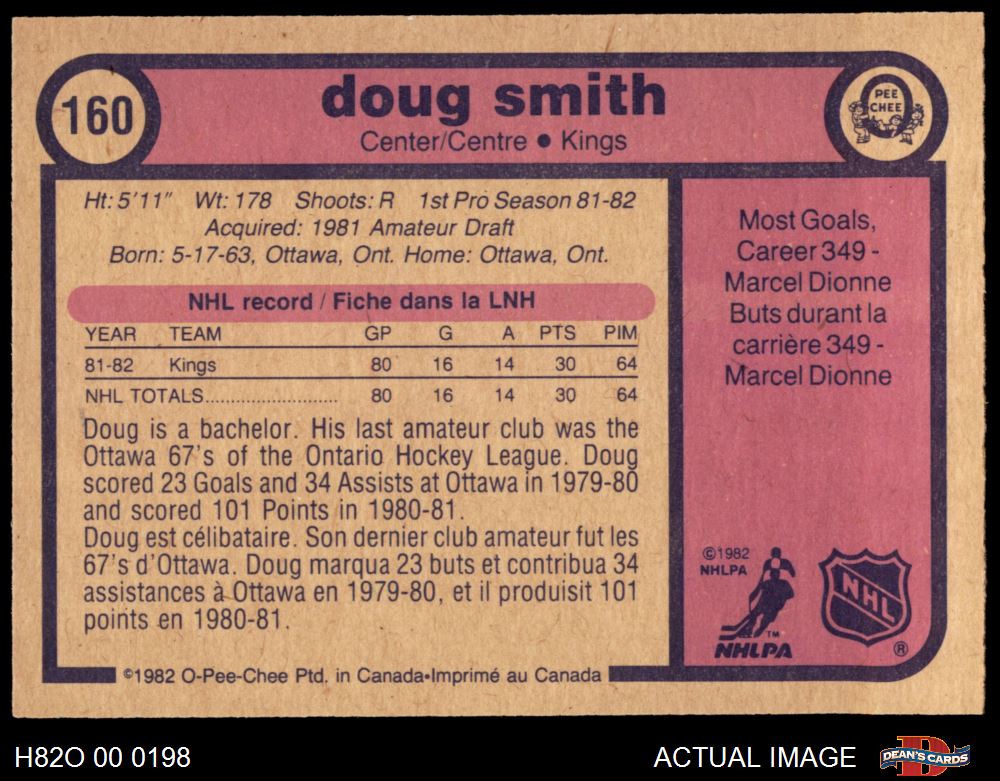 160
doug smith
Center/Centre ● Kings
O
PEE
CHEE
Ht: 5'11" Wt: 178 Shoots: R 1st Pro Season 81-82
Acquired: 1981 Amateur Draft
Born: 5-17-63, Ottawa, Ont. Home: Ottawa, Ont.
NHL record / Fiche dans la LNH
YEAR TEAM GP G A PTS PIM
81-82 Kings 80 16 14 30 64
NHL TOTALS........................ 80 16 14 30 64
Doug is a bachelor. His last amateur club was the
Ottawa 67's of the Ontario Hockey League. Doug
scored 23 Goals and 34 Assists at Ottawa in 1979-80
and scored 101 Points in 1980-81.
Doug est célibataire. Son dernier club amateur fut les
67's d'Ottawa. Doug marqua 23 buts et contribua 34
assistances à Ottawa en 1979-80, et il produisit 101
points en 1980-81.
Most Goals,
Career 349 -
Marcel Dionne
Buts durant la
carrière 349 -
Marcel Dionne
©1982
NHLPA
TM
NHLPA
NHL
®
©1982 O-Pee-Chee Ptd. in Canada•Imprimé au Canada
H82O 00 0198
ACTUAL IMAGE
D
DEAN'S CARDS